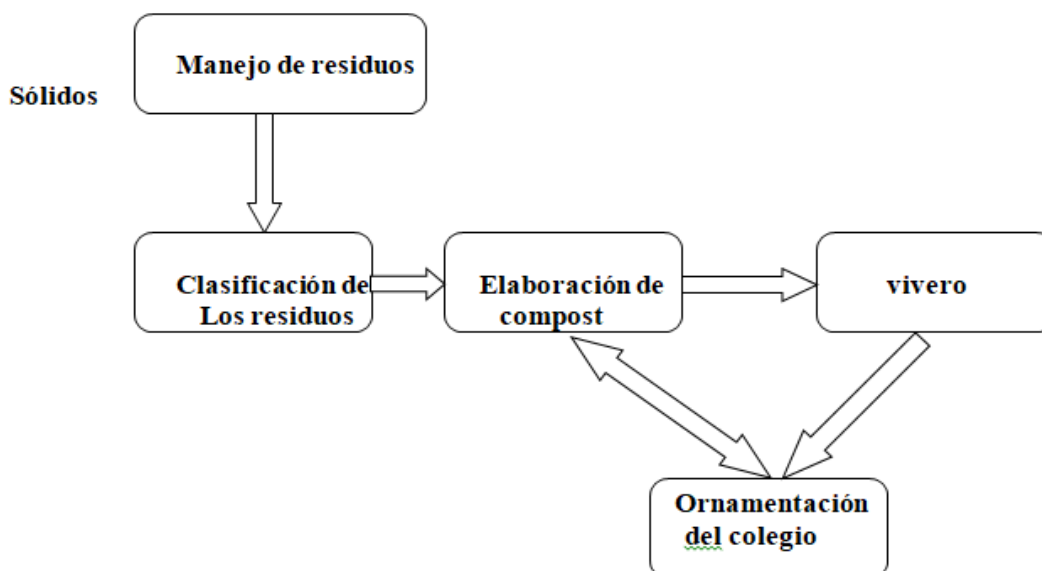 Manejo de residuos
Sólidos
Clasificación de
Los residuos
Elaboración de
compost
vivero
Ornamentación
del colegio